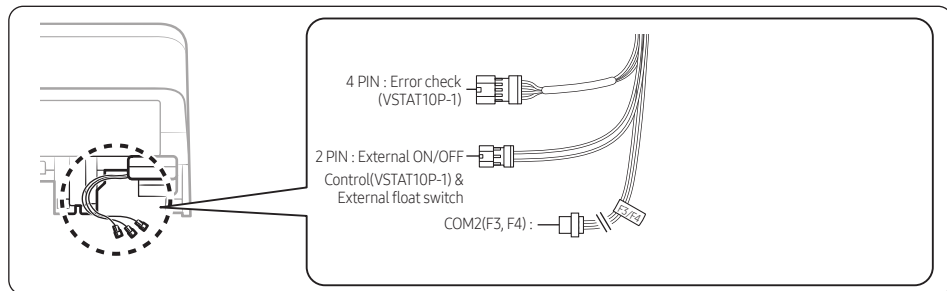 4 PIN : Error check
(VSTAT10P-1)
2 PIN : External ON/OFF
Control(VSTAT10P-1) &
External float switch
COM2(F3, F4) :
F3/F4